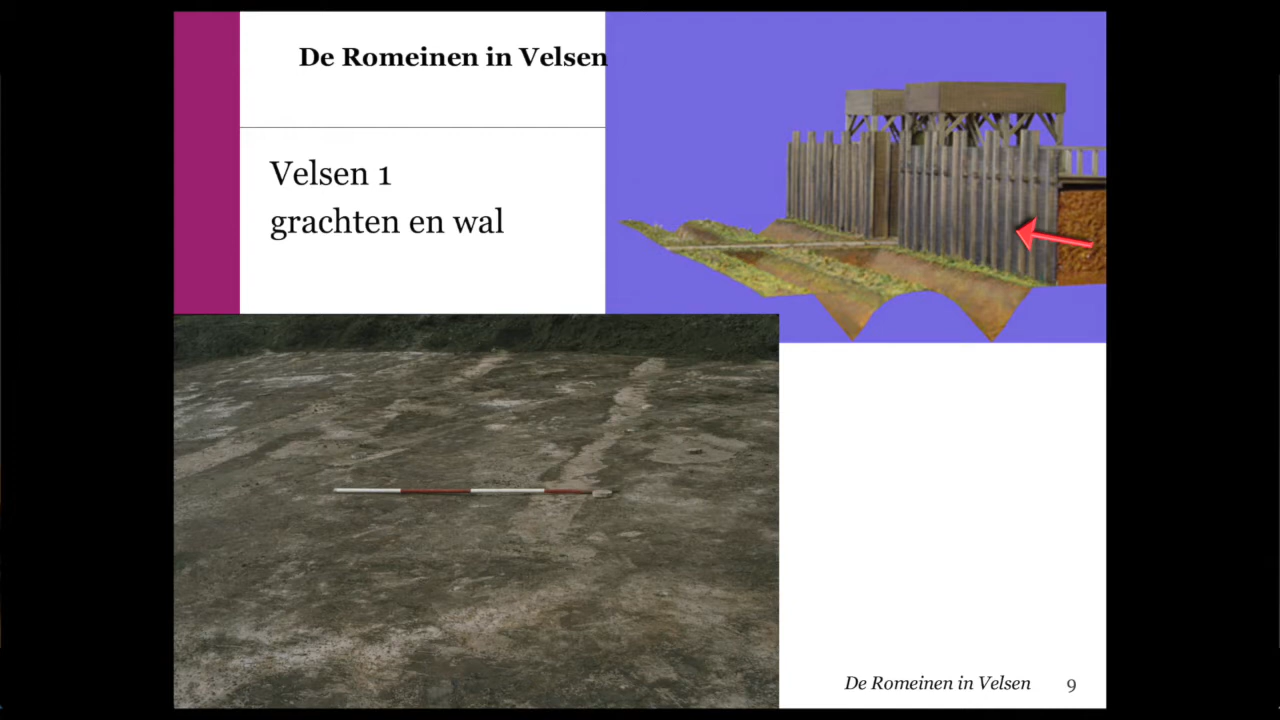 De Romeinen in Velsen
Velsen 1
grachten en wal
De Romeinen in Velsen 9